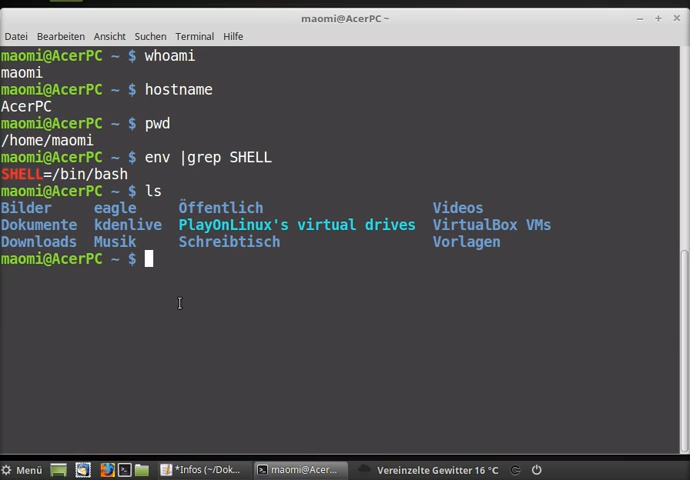 maomi@AcerPC ~
Datei Bearbeiten Ansicht Suchen Terminal Hilfe
maomi@AcerPC ~ $ whoami
maomi
maomi@AcerPC ~ $ hostname
AcerPC
maomi@AcerPC ~ $ pwd
/home/maomi
maomi@AcerPC ~ $ env |grep SHELL
SHELL=/bin/bash
maomi@AcerPC ~ $ ls
Bilder eagle Öffentlich Videos
Dokumente kdenlive PlayOnLinux's virtual drives VirtualBox VMs
Downloads Musik Schreibtisch Vorlagen
maomi@AcerPC ~ $
Menü *Infos (~/Dok... maomi@Acer... Vereinzelte Gewitter 16 °C